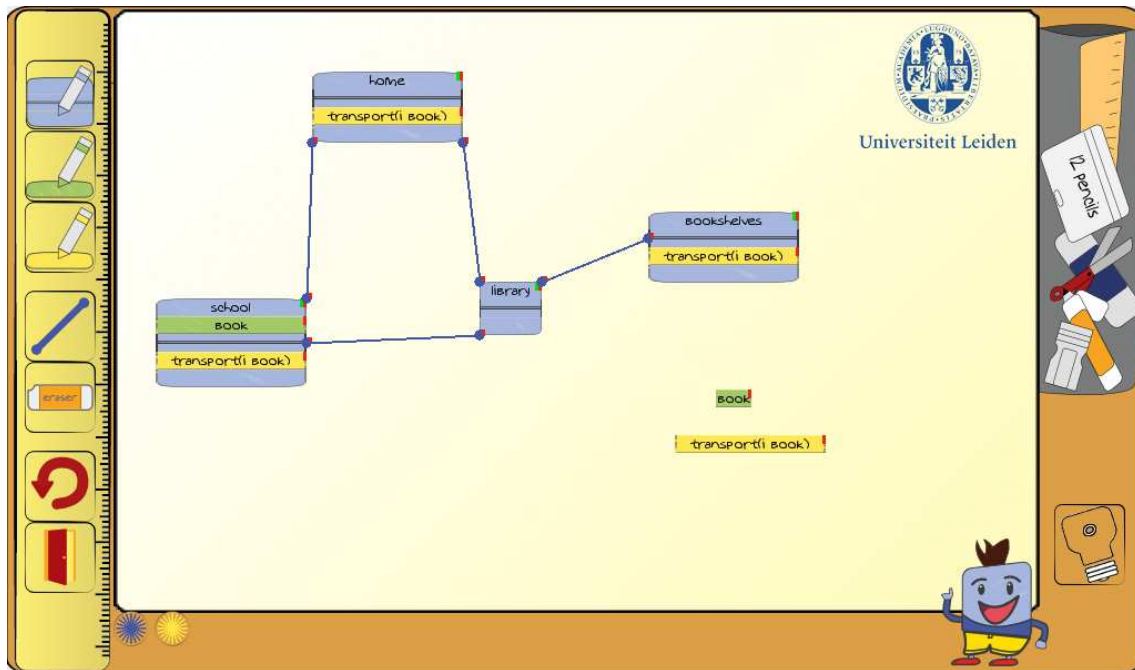 home
transport(i Book)
Universiteit Leiden
12 pencils
Bookshelves
transport(i Book)
library
school
Book
transport(i Book)
eraser
Book
transport(i Book)